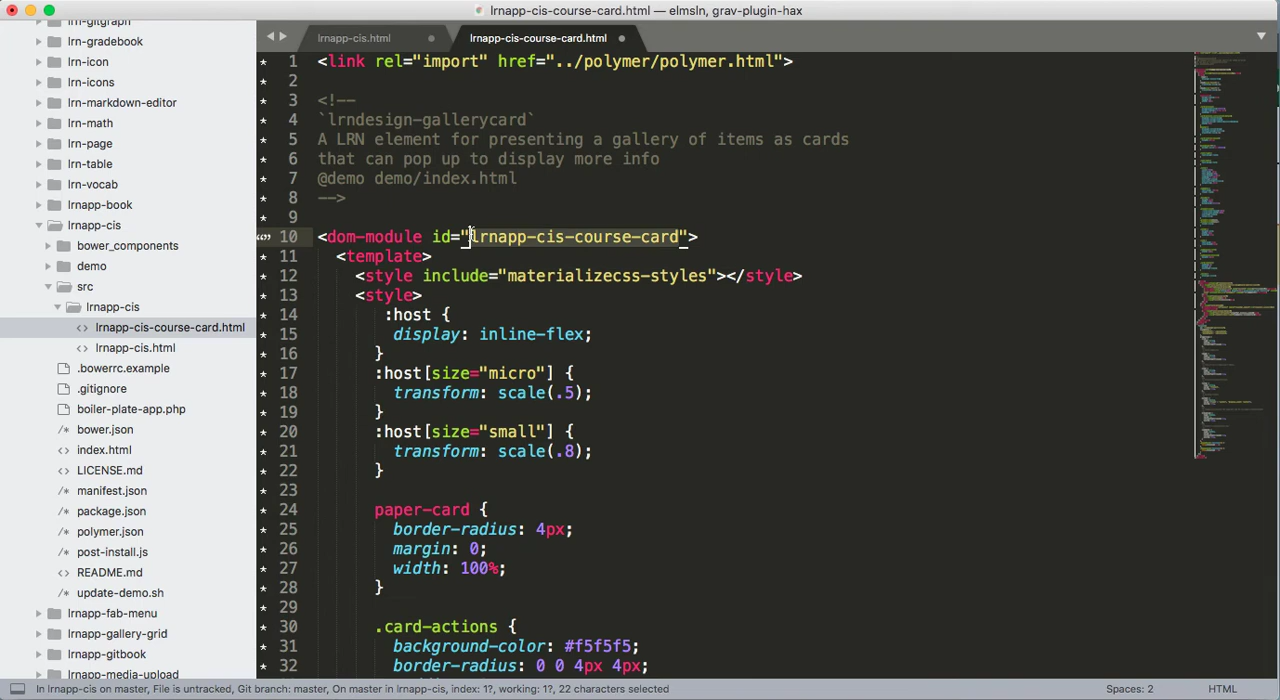 lrnapp-cis-course-card.html — elmsln, grav-plugin-hax
lrn-gitgraph
lrn-gradebook
lrn-icon
lrn-icons
lrn-markdown-editor
lrn-math
lrn-page
lrn-table
lrn-vocab
lrnapp-book
lrnapp-cis
bower_components
demo
src
lrnapp-cis
<> lrnapp-cis-course-card.html
<> lrnapp-cis.html
.bowerrc.example
.gitignore
boiler-plate-app.php
/* bower.json
<> index.html
LICENSE.md
/* manifest.json
/* package.json
/* polymer.json
/* post-install.js
<> README.md
/* update-demo.sh
lrnapp-fab-menu
lrnapp-gallery-grid
lrnapp-gitbook
lrnapp-media-upload
lrnapp-cis.html
lrnapp-cis-course-card.html
* 1 <link rel="import" href="../polymer/polymer.html">
* 2
* 3 <!--
* 4 `lrndesign-gallerycard`
* 5 A LRN element for presenting a gallery of items as cards
* 6 that can pop up to display more info
* 7 @demo demo/index.html
* 8 -->
* 9
10 <dom-module id="lrnapp-cis-course-card">
* 11 <template>
* 12 <style include="materializecss-styles"></style>
* 13 <style>
* 14 :host {
* 15 display: inline-flex;
* 16 }
* 17 :host[size="micro"] {
* 18 transform: scale(.5);
* 19 }
* 20 :host[size="small"] {
* 21 transform: scale(.8);
* 22 }
* 23
* 24 paper-card {
* 25 border-radius: 4px;
* 26 margin: 0;
* 27 width: 100%;
* 28 }
* 29
* 30 .card-actions {
* 31 background-color: #f5f5f5;
* 32 border-radius: 0 0 4px 4px;
In lrnapp-cis on master, File is untracked, Git branch: master, On master in lrnapp-cis, index: 1?, working: 1?, 22 characters selected
Spaces: 2
HTML